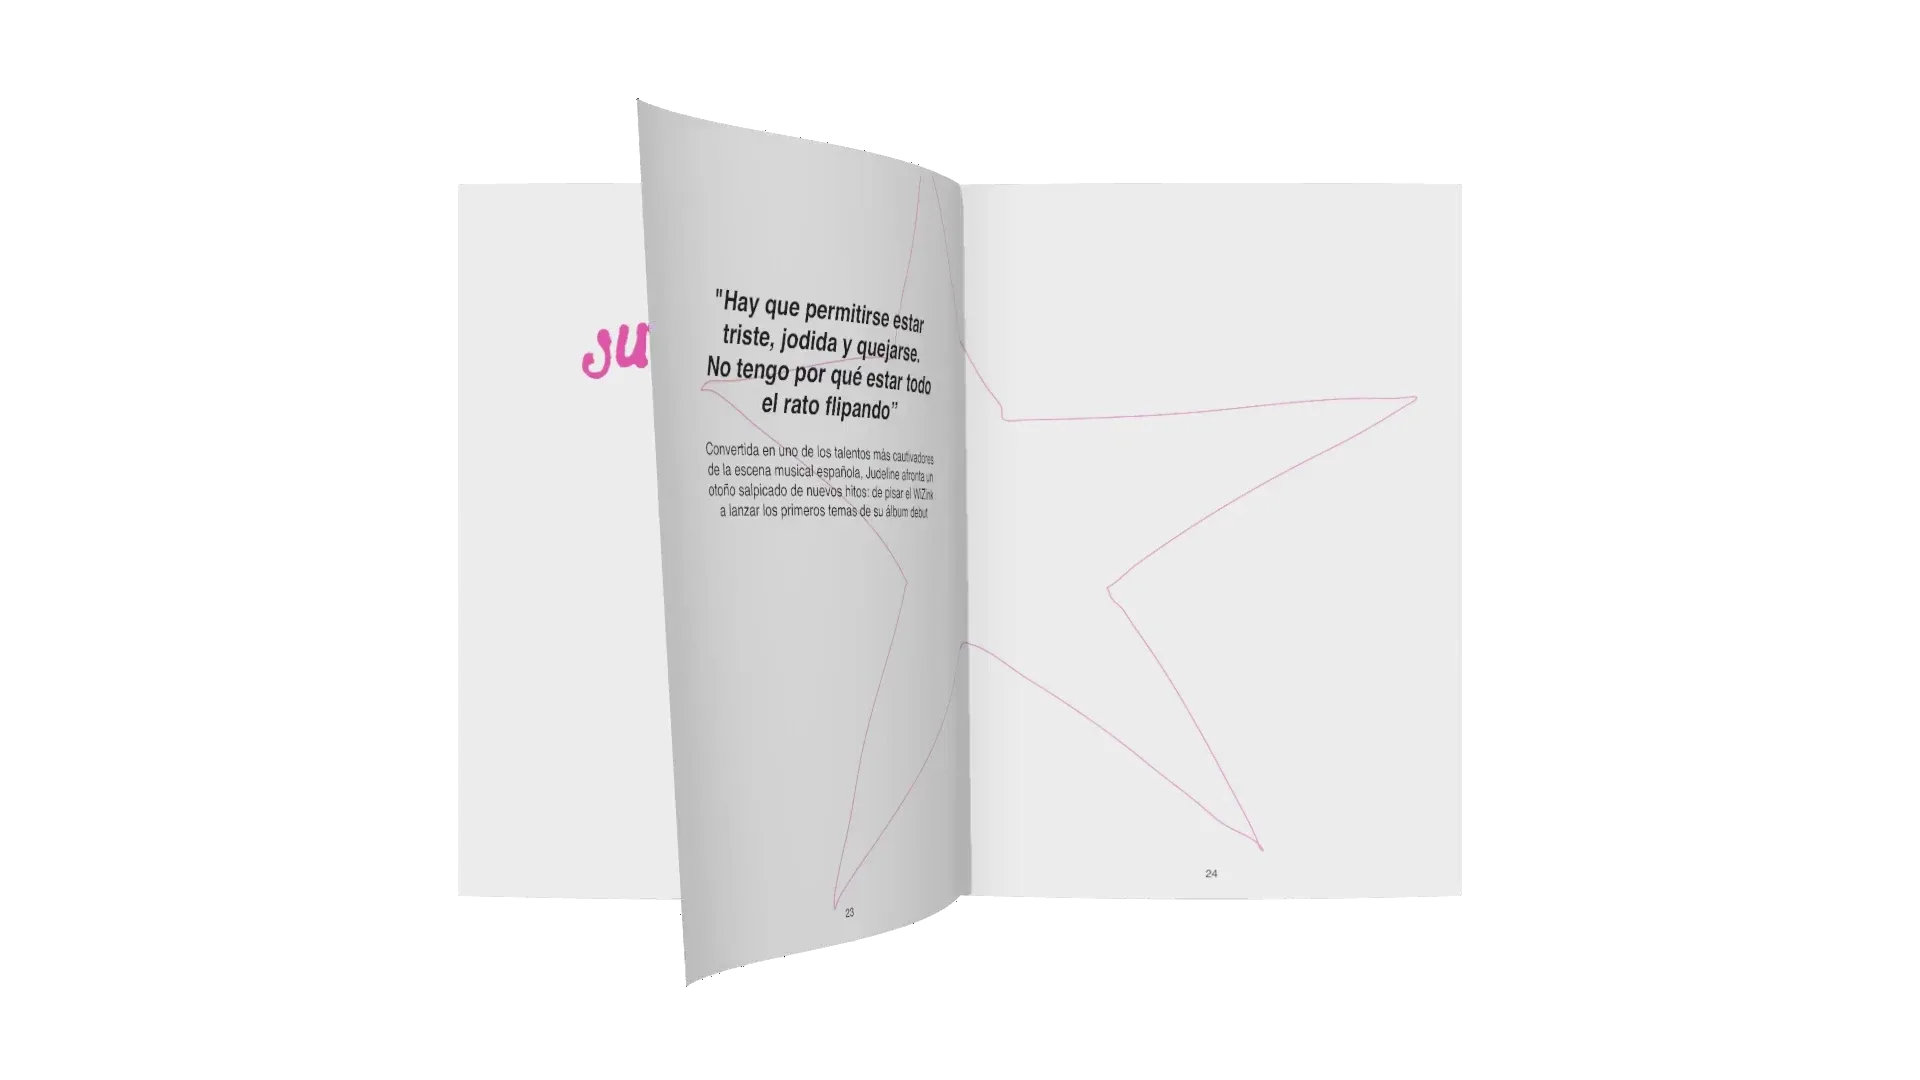 su
"Hay que permitirse estar
triste, jodida y quejarse.
No tengo por qué estar todo
el rato flipando”
Convertida en uno de los talentos más cautivadores
de la escena musical española, Judeline afronta un
otoño salpicado de nuevos hitos: de pisar el WiZink
a lanzar los primeros temas de su álbum debut
23
24